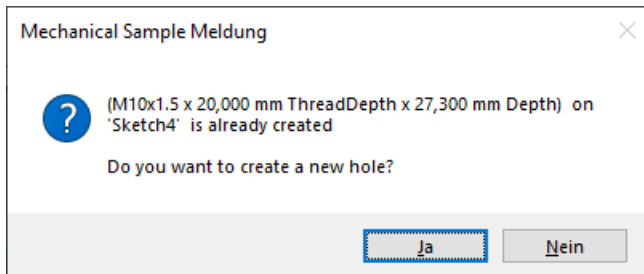 Mechanical Sample Meldung
(M10x1.5 x 20,000 mm ThreadDepth x 27,300 mm Depth)  on
'Sketch4'  is already created
Do you want to create a new hole?
Ja
Nein